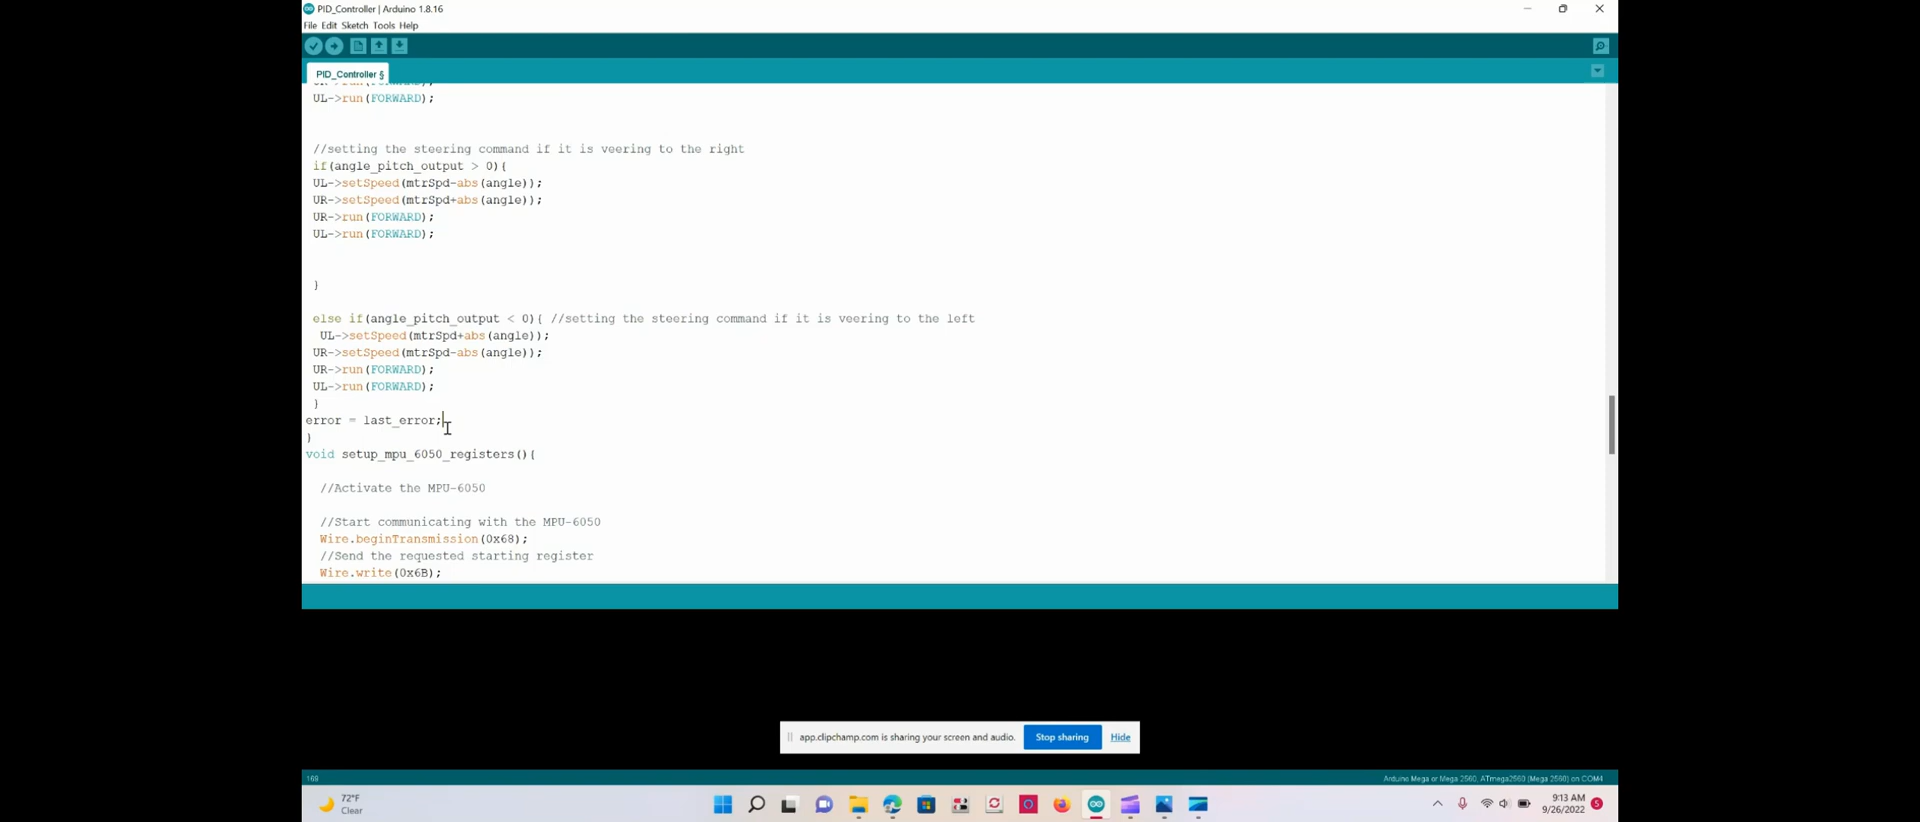 PID_Controller | Arduino 1.8.16
File Edit Sketch Tools Help
PID_Controller §
UL->run(FORWARD);
//setting the steering command if it is veering to the right
if(angle_pitch_output > 0){
UL->setSpeed(mtrSpd-abs(angle));
UR->setSpeed(mtrSpd+abs(angle));
UR->run(FORWARD);
UL->run(FORWARD);
}
else if(angle_pitch_output < 0){ //setting the steering command if it is veering to the left
UL->setSpeed(mtrSpd+abs(angle));
UR->setSpeed(mtrSpd-abs(angle));
UR->run(FORWARD);
UL->run(FORWARD);
}
error = last_error;
}
void setup_mpu_6050_registers(){
//Activate the MPU-6050
//Start communicating with the MPU-6050
Wire.beginTransmission(0x68);
//Send the requested starting register
Wire.write(0x6B);
app.clipchamp.com is sharing your screen and audio. Stop sharing Hide
169 Arduino Mega or Mega 2560, ATmega2560 (Mega 2560) on COM4
72°F
Clear
9:13 AM
9/26/2022
5